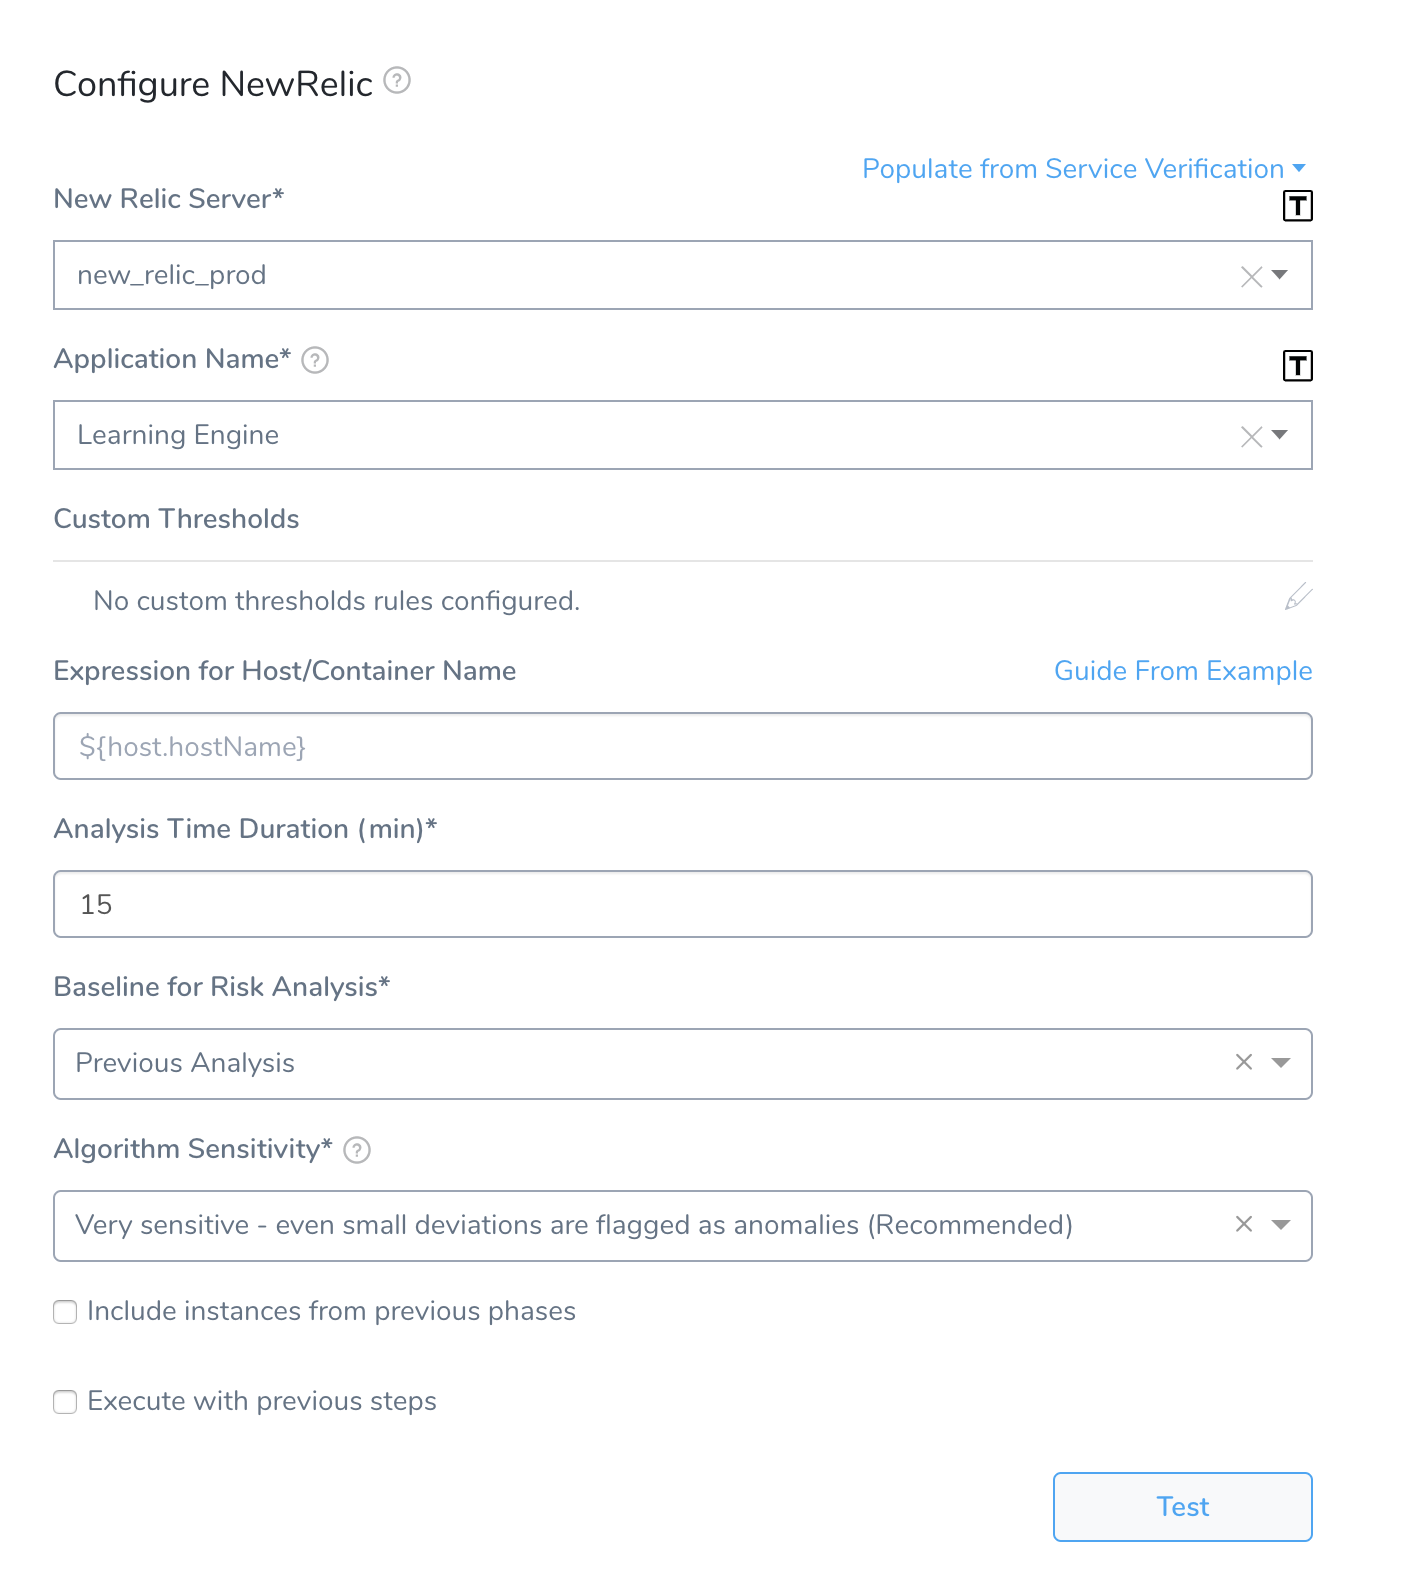 Configure NewRelic ?
Populate from Service Verification
New Relic Server*
T
new_relic_prod
Application Name* ?
T
Learning Engine
Custom Thresholds
No custom thresholds rules configured.
Expression for Host/Container Name
Guide From Example
${host.hostName}
Analysis Time Duration (min)*
15
Baseline for Risk Analysis*
Previous Analysis
Algorithm Sensitivity* ?
Very sensitive - even small deviations are flagged as anomalies (Recommended)
Include instances from previous phases
Execute with previous steps
Test